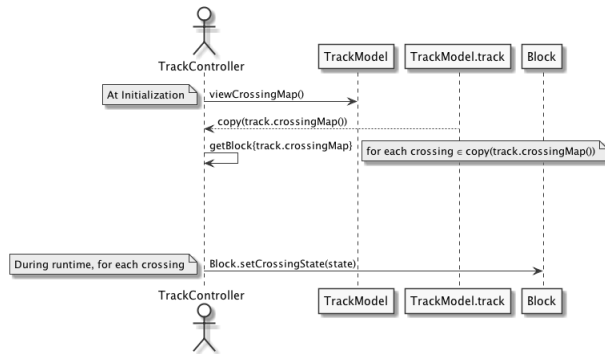 TrackController
TrackModel
TrackModel.track
Block
At Initialization
viewCrossingMap()
copy(track.crossingMap())
getBlock{track.crossingMap}
for each crossing ∈ copy(track.crossingMap())
During runtime, for each crossing
Block.setCrossingState(state)
TrackController
TrackModel
TrackModel.track
Block